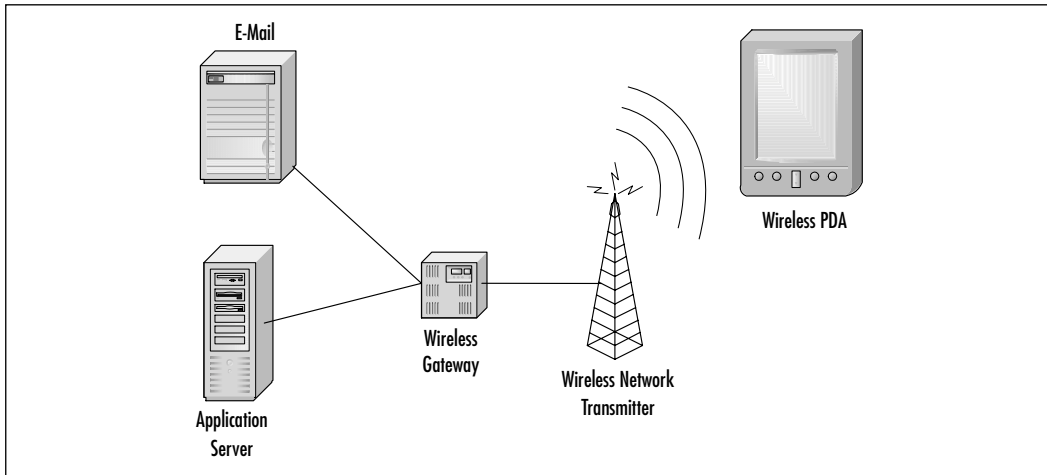 E-Mail
Wireless PDA
Wireless
Gateway
Wireless Network
Transmitter
Application
Server